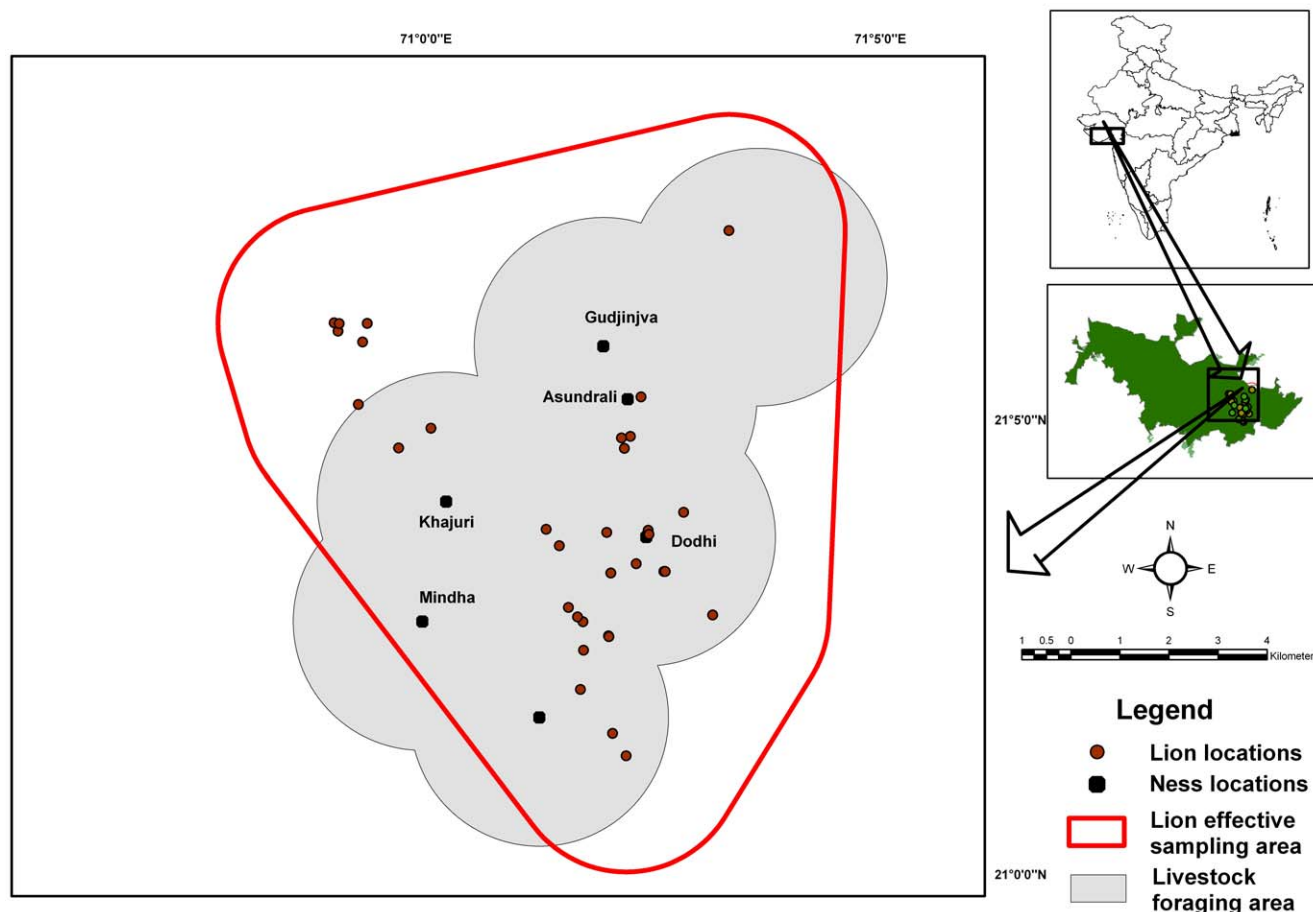 71°0'0"E
71°5'0"E
Gudjinjva
Asundrali
21°5'0"N
Khajuri
Dodhi
Mindha
N
W
E
S
1 0.5 0 1 2 3 4
Kilometer
Legend
Lion locations
Ness locations
Lion effective
sampling area
21°0'0"N
Livestock
foraging area